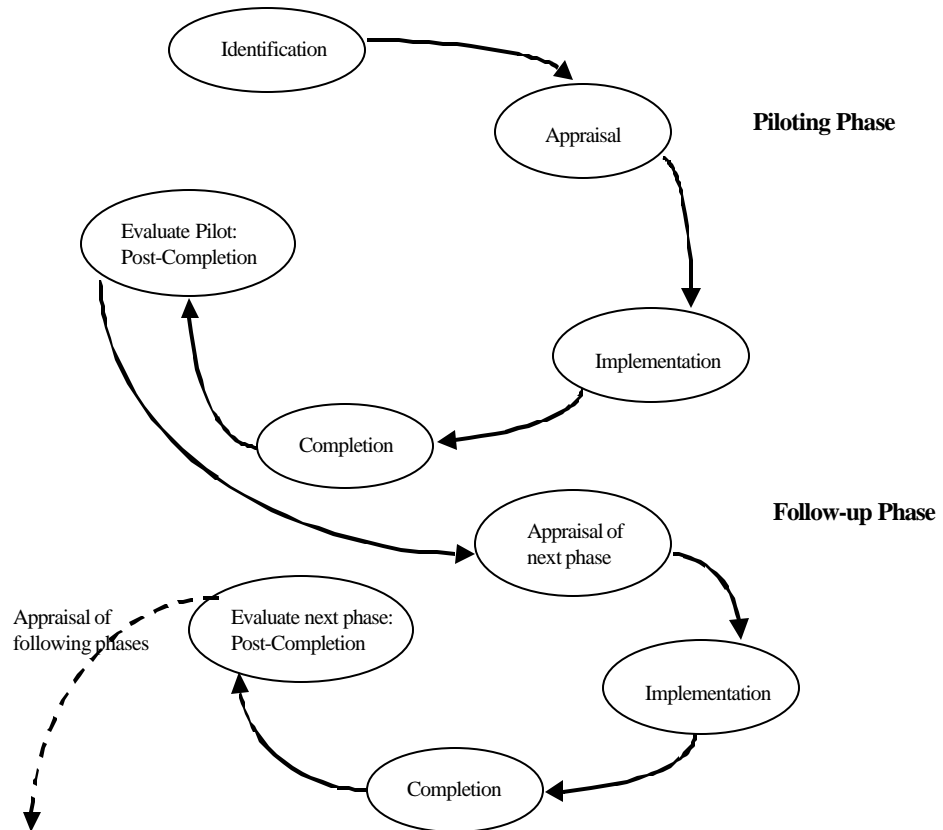 Identification
Appraisal
Piloting Phase
Evaluate Pilot:
Post-Completion
Implementation
Completion
Follow-up Phase
Appraisal of
next phase
Appraisal of
following phases
Evaluate next phase:
Post-Completion
Implementation
Completion